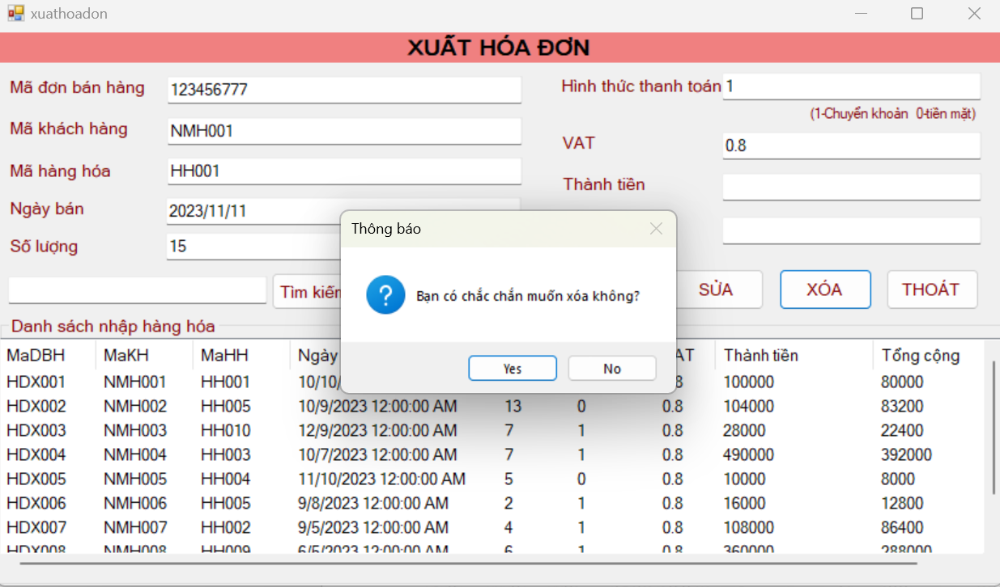 xuathoadon
XUẤT HÓA ĐƠN
Mã đơn bán hàng 123456777 Hình thức thanh toán 1
(1-Chuyển khoản 0-tiền mặt)
Mã khách hàng NMH001 VAT 0.8
Mã hàng hóa HH001 Thành tiền
Ngày bán 2023/11/11
Số lượng 15
Thông báo
Bạn có chắc chắn muốn xóa không?
Yes No
Tìm kiếm SỬA XÓA THOÁT
Danh sách nhập hàng hóa
MaDBH MaKH MaHH Ngày AT Thành tiền Tổng cộng
HDX001 NMH001 HH001 10/10/ 8 100000 80000
HDX002 NMH002 HH005 10/9/2023 12:00:00 AM 13 0 0.8 104000 83200
HDX003 NMH003 HH010 12/9/2023 12:00:00 AM 7 1 0.8 28000 22400
HDX004 NMH004 HH003 10/7/2023 12:00:00 AM 7 1 0.8 490000 392000
HDX005 NMH005 HH004 11/10/2023 12:00:00 AM 5 0 0.8 10000 8000
HDX006 NMH006 HH005 9/8/2023 12:00:00 AM 2 1 0.8 16000 12800
HDX007 NMH007 HH002 9/5/2023 12:00:00 AM 4 1 0.8 108000 86400
HDX008 NMH008 HH009 6/5/2023 12:00:00 AM 6 1 0.8 360000 288000